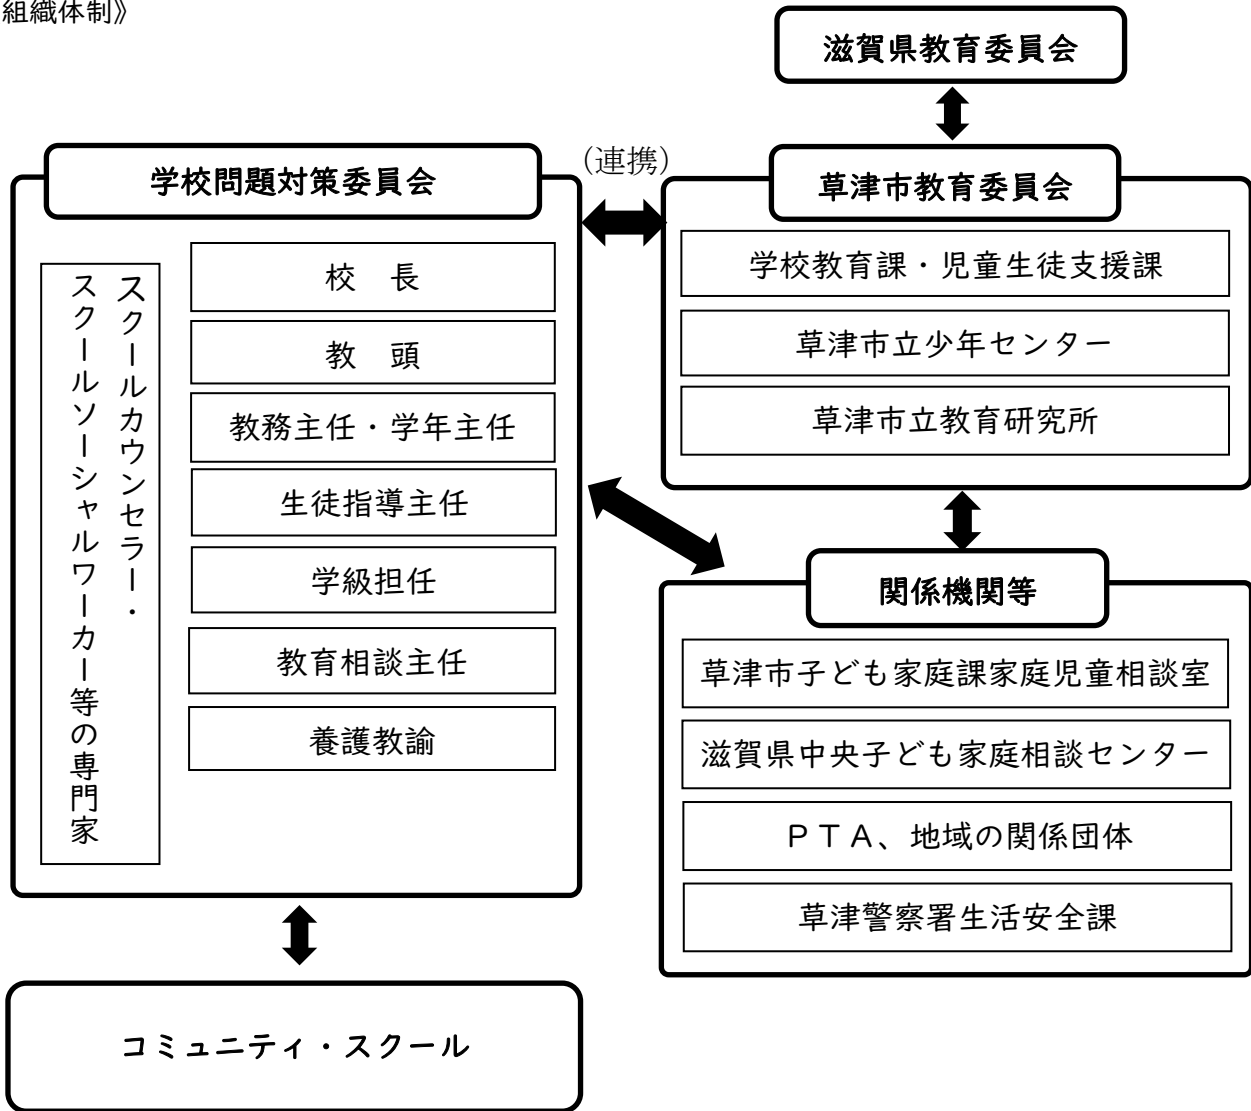 組織体制》
滋賀県教育委員会
(連携)
学校問題対策委員会
スクールカウンセラー・
スクールソーシャルワーカー等の専門家
校　長
教　頭
教務主任・学年主任
生徒指導主任
学級担任
教育相談主任
養護教諭
草津市教育委員会
学校教育課・児童生徒支援課
草津市立少年センター
草津市立教育研究所
関係機関等
草津市子ども家庭課家庭児童相談室
滋賀県中央子ども家庭相談センター
ＰＴＡ、地域の関係団体
草津警察署生活安全課
コミュニティ・スクール